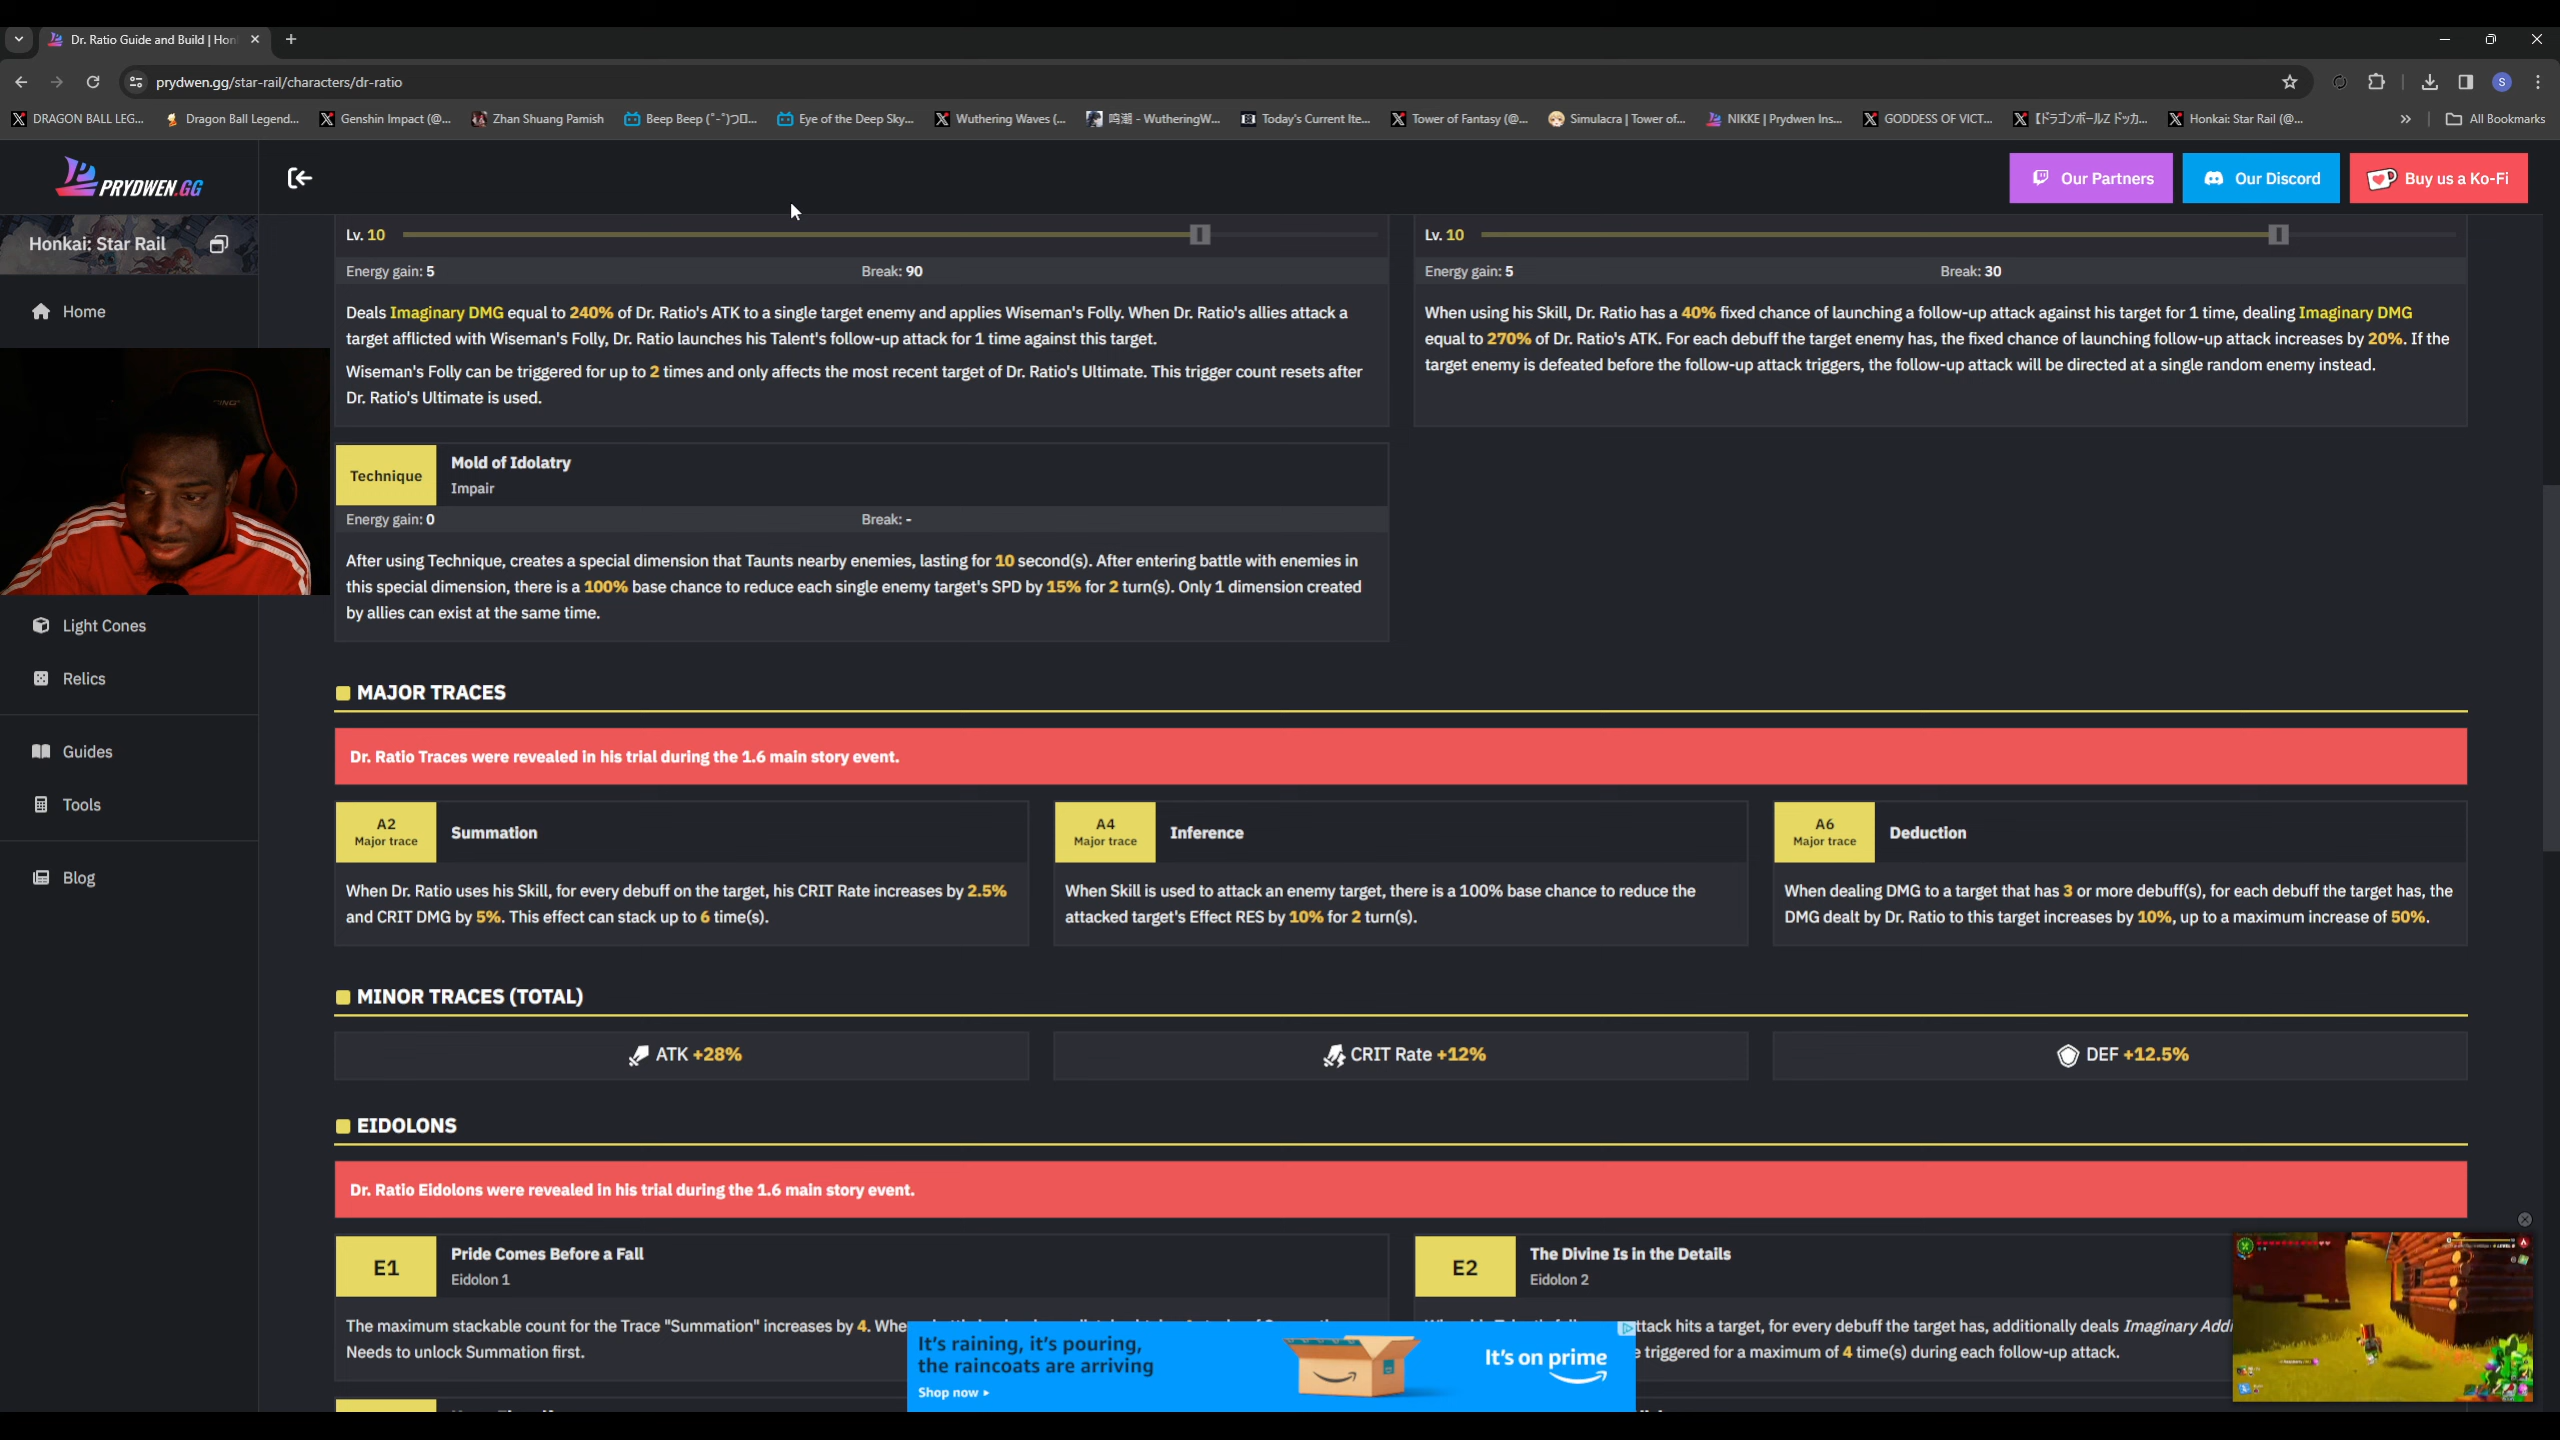 Dr. Ratio Guide and Build | Hon
prydwen.gg/star-rail/characters/dr-ratio
S
DRAGON BALL LEG...
Dragon Ball Legend...
Genshin Impact (@...
Zhan Shuang Pamish
Beep Beep (˚-˚)つロ...
Eye of the Deep Sky...
Wuthering Waves (...
鸣潮 - WutheringW...
Today's Current Ite...
Tower of Fantasy (@...
Simulacra | Tower of...
NIKKE | Prydwen Ins...
GODDESS OF VICT...
【ドラゴンボールZ ドッカ...
Honkai: Star Rail (@...
All Bookmarks
PRYDWEN.GG
Our Partners
Our Discord
Buy us a Ko-Fi
Honkai: Star Rail
Home
Light Cones
Relics
Guides
Tools
Blog
Lv. 10
Energy gain: 5
Break: 90
Deals Imaginary DMG equal to 240% of Dr. Ratio's ATK to a single target enemy and applies Wiseman's Folly. When Dr. Ratio's allies attack a
target afflicted with Wiseman's Folly, Dr. Ratio launches his Talent's follow-up attack for 1 time against this target.
Wiseman's Folly can be triggered for up to 2 times and only affects the most recent target of Dr. Ratio's Ultimate. This trigger count resets after
Dr. Ratio's Ultimate is used.
Lv. 10
Energy gain: 5
Break: 30
When using his Skill, Dr. Ratio has a 40% fixed chance of launching a follow-up attack against his target for 1 time, dealing Imaginary DMG
equal to 270% of Dr. Ratio's ATK. For each debuff the target enemy has, the fixed chance of launching follow-up attack increases by 20%. If the
target enemy is defeated before the follow-up attack triggers, the follow-up attack will be directed at a single random enemy instead.
Technique
Mold of Idolatry
Impair
Energy gain: 0
Break: -
After using Technique, creates a special dimension that Taunts nearby enemies, lasting for 10 second(s). After entering battle with enemies in
this special dimension, there is a 100% base chance to reduce each single enemy target's SPD by 15% for 2 turn(s). Only 1 dimension created
by allies can exist at the same time.
MAJOR TRACES
Dr. Ratio Traces were revealed in his trial during the 1.6 main story event.
A2
Major trace
Summation
When Dr. Ratio uses his Skill, for every debuff on the target, his CRIT Rate increases by 2.5%
and CRIT DMG by 5%. This effect can stack up to 6 time(s).
A4
Major trace
Inference
When Skill is used to attack an enemy target, there is a 100% base chance to reduce the
attacked target's Effect RES by 10% for 2 turn(s).
A6
Major trace
Deduction
When dealing DMG to a target that has 3 or more debuff(s), for each debuff the target has, the
DMG dealt by Dr. Ratio to this target increases by 10%, up to a maximum increase of 50%.
MINOR TRACES (TOTAL)
ATK +28%
CRIT Rate +12%
DEF +12.5%
EIDOLONS
Dr. Ratio Eidolons were revealed in his trial during the 1.6 main story event.
E1
Pride Comes Before a Fall
Eidolon 1
The maximum stackable count for the Trace "Summation" increases by 4. Whe
Needs to unlock Summation first.
E2
The Divine Is in the Details
Eidolon 2
ttack hits a target, for every debuff the target has, additionally deals Imaginary Addi
triggered for a maximum of 4 time(s) during each follow-up attack.
It's raining, it's pouring,
the raincoats are arriving
Shop now
It's on prime